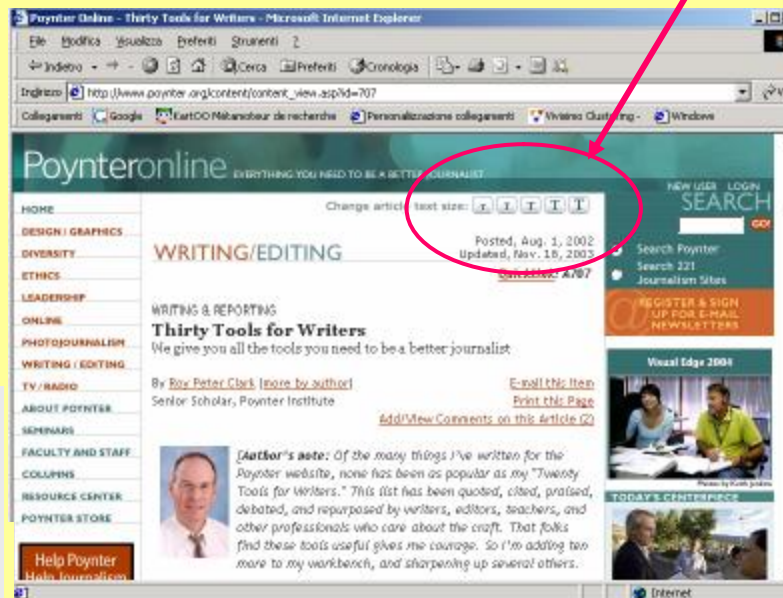 Poynter Online - Thirty Tools for Writers - Microsoft Internet Explorer
File Modifica Visualizza Preferiti Strumenti ?
Indietro Cerca Preferiti Cronologia
Indirizzo http://www.poynter.org/content/content_view.asp?id=707
Collegamenti Google KartOO Métamoteur de recherche Personalizzazione collegamenti Vivisimo Clustering - Windows
Poynteronline EVERYTHING YOU NEED TO BE A BETTER JOURNALIST
NEW USER LOGIN
SEARCH
GO!
Search Poynter
Search 221
Journalism Sites
@ REGISTER & SIGN
UP FOR E-MAIL
NEWSLETTERS
Visual Edge 2004
TODAY'S CENTERPIECE
HOME
DESIGN / GRAPHICS
DIVERSITY
ETHICS
LEADERSHIP
ONLINE
PHOTOJOURNALISM
WRITING / EDITING
TV / RADIO
ABOUT POYNTER
SEMINARS
FACULTY AND STAFF
COLUMNS
RESOURCE CENTER
POYNTER STORE
Help Poynter
Help Journalism
Change article text size: T T T T T
WRITING/EDITING
Posted, Aug. 1, 2002
Updated, Nov. 18, 2003
A707
WRITING & REPORTING
Thirty Tools for Writers
We give you all the tools you need to be a better journalist
By Roy Peter Clark [more by author]
Senior Scholar, Poynter Institute
E-mail this item
Print this Page
Add/View Comments on this Article (2)
[Author's note: Of the many things I've written for the
Poynter website, none has been as popular as my "Twenty
Tools for Writers." This list has been quoted, cited, praised,
debated, and repurposed by writers, editors, teachers, and
other professionals who care about the craft. That folks
find these tools useful gives me courage. So I'm adding ten
more to my workbench, and sharpening up several others.
Internet